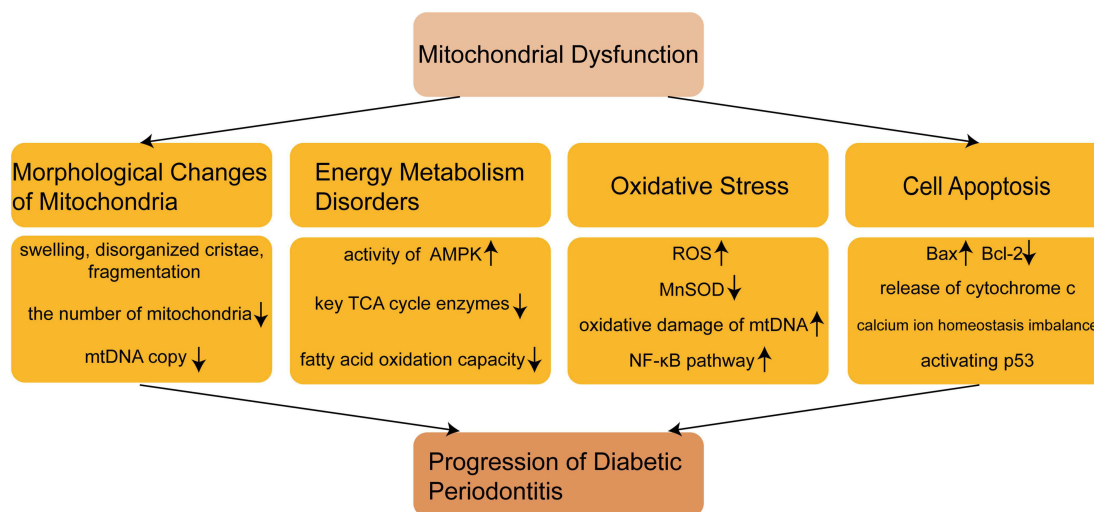 Mitochondrial Dysfunction
Morphological Changes
of Mitochondria
swelling, disorganized cristae,
fragmentation
the number of mitochondria↓
mtDNA copy ↓
Energy Metabolism
Disorders
activity of AMPK↑
key TCA cycle enzymes ↓
fatty acid oxidation capacity↓
Oxidative Stress
ROS↑
MnSOD ↓
oxidative damage of mtDNA↑
NF-κB pathway↑
Cell Apoptosis
Bax↑ Bcl-2↓
release of cytochrome c
calcium ion homeostasis imbalance
activating p53
Progression of Diabetic
Periodontitis